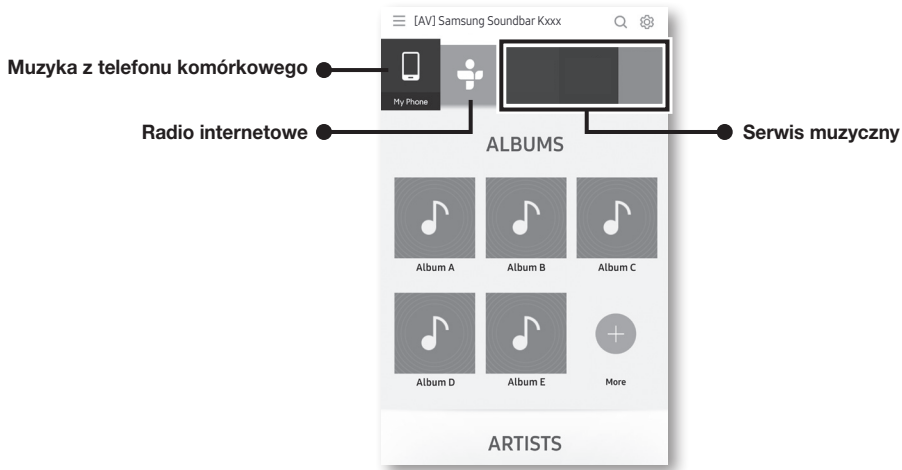 [AV] Samsung Soundbar Kxxx
Muzyka z telefonu komórkowego
My Phone
Radio internetowe
Serwis muzyczny
ALBUMS
Album A Album B Album C
Album D Album E More
ARTISTS